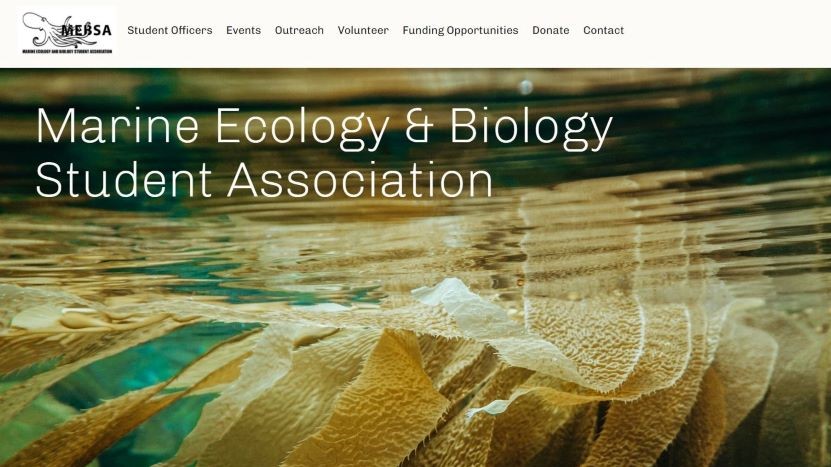 MEBSA
MARINE ECOLOGY AND BIOLOGY STUDENT ASSOCIATION
Student Officers
Events
Outreach
Volunteer
Funding Opportunities
Donate
Contact
Marine Ecology & Biology
Student Association